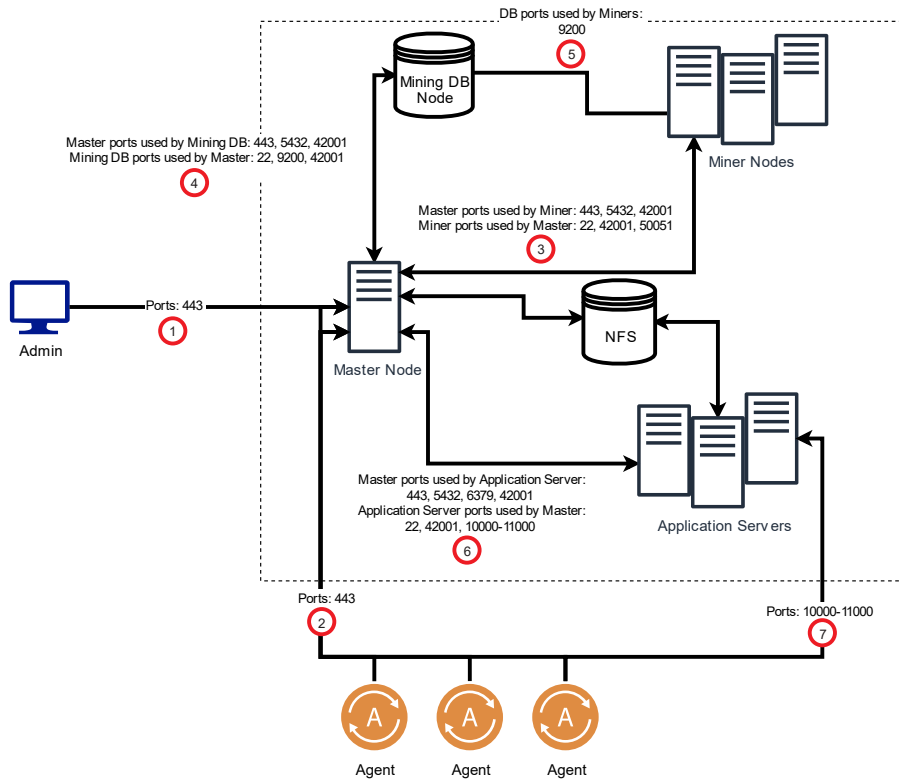 DB ports used by Miners:
9200
5
Mining DB
Node
Miner Nodes
Master ports used by Mining DB: 443, 5432, 42001
Mining DB ports used by Master: 22, 9200, 42001
4
Master ports used by Miner: 443, 5432, 42001
Miner ports used by Master: 22, 42001, 50051
3
Ports: 443
1
Admin
Master Node
NFS
Master ports used by Application Server:
443, 5432, 6379, 42001
Application Server ports used by Master:
22, 42001, 10000-11000
6
Application Servers
Ports: 443
2
Ports: 10000-11000
7
A
A
A
Agent
Agent
Agent